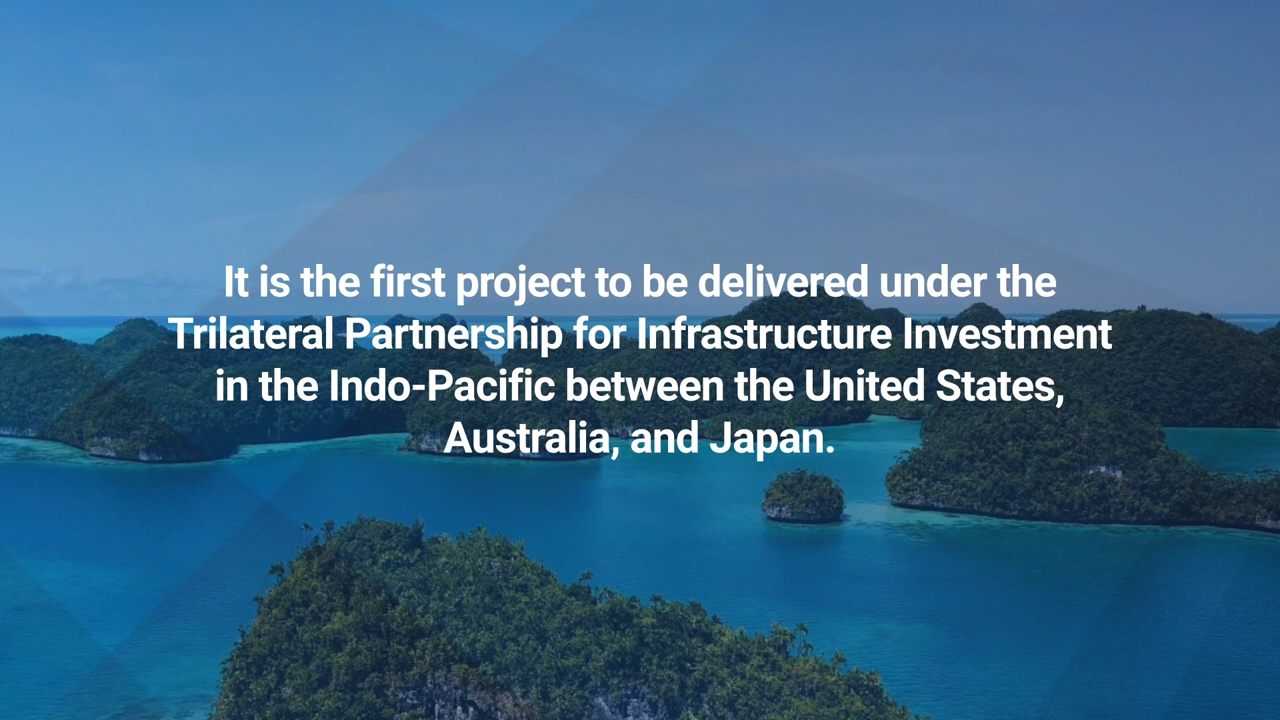 It is the first project to be delivered under the
Trilateral Partnership for Infrastructure Investment
in the Indo-Pacific between the United States,
Australia, and Japan.